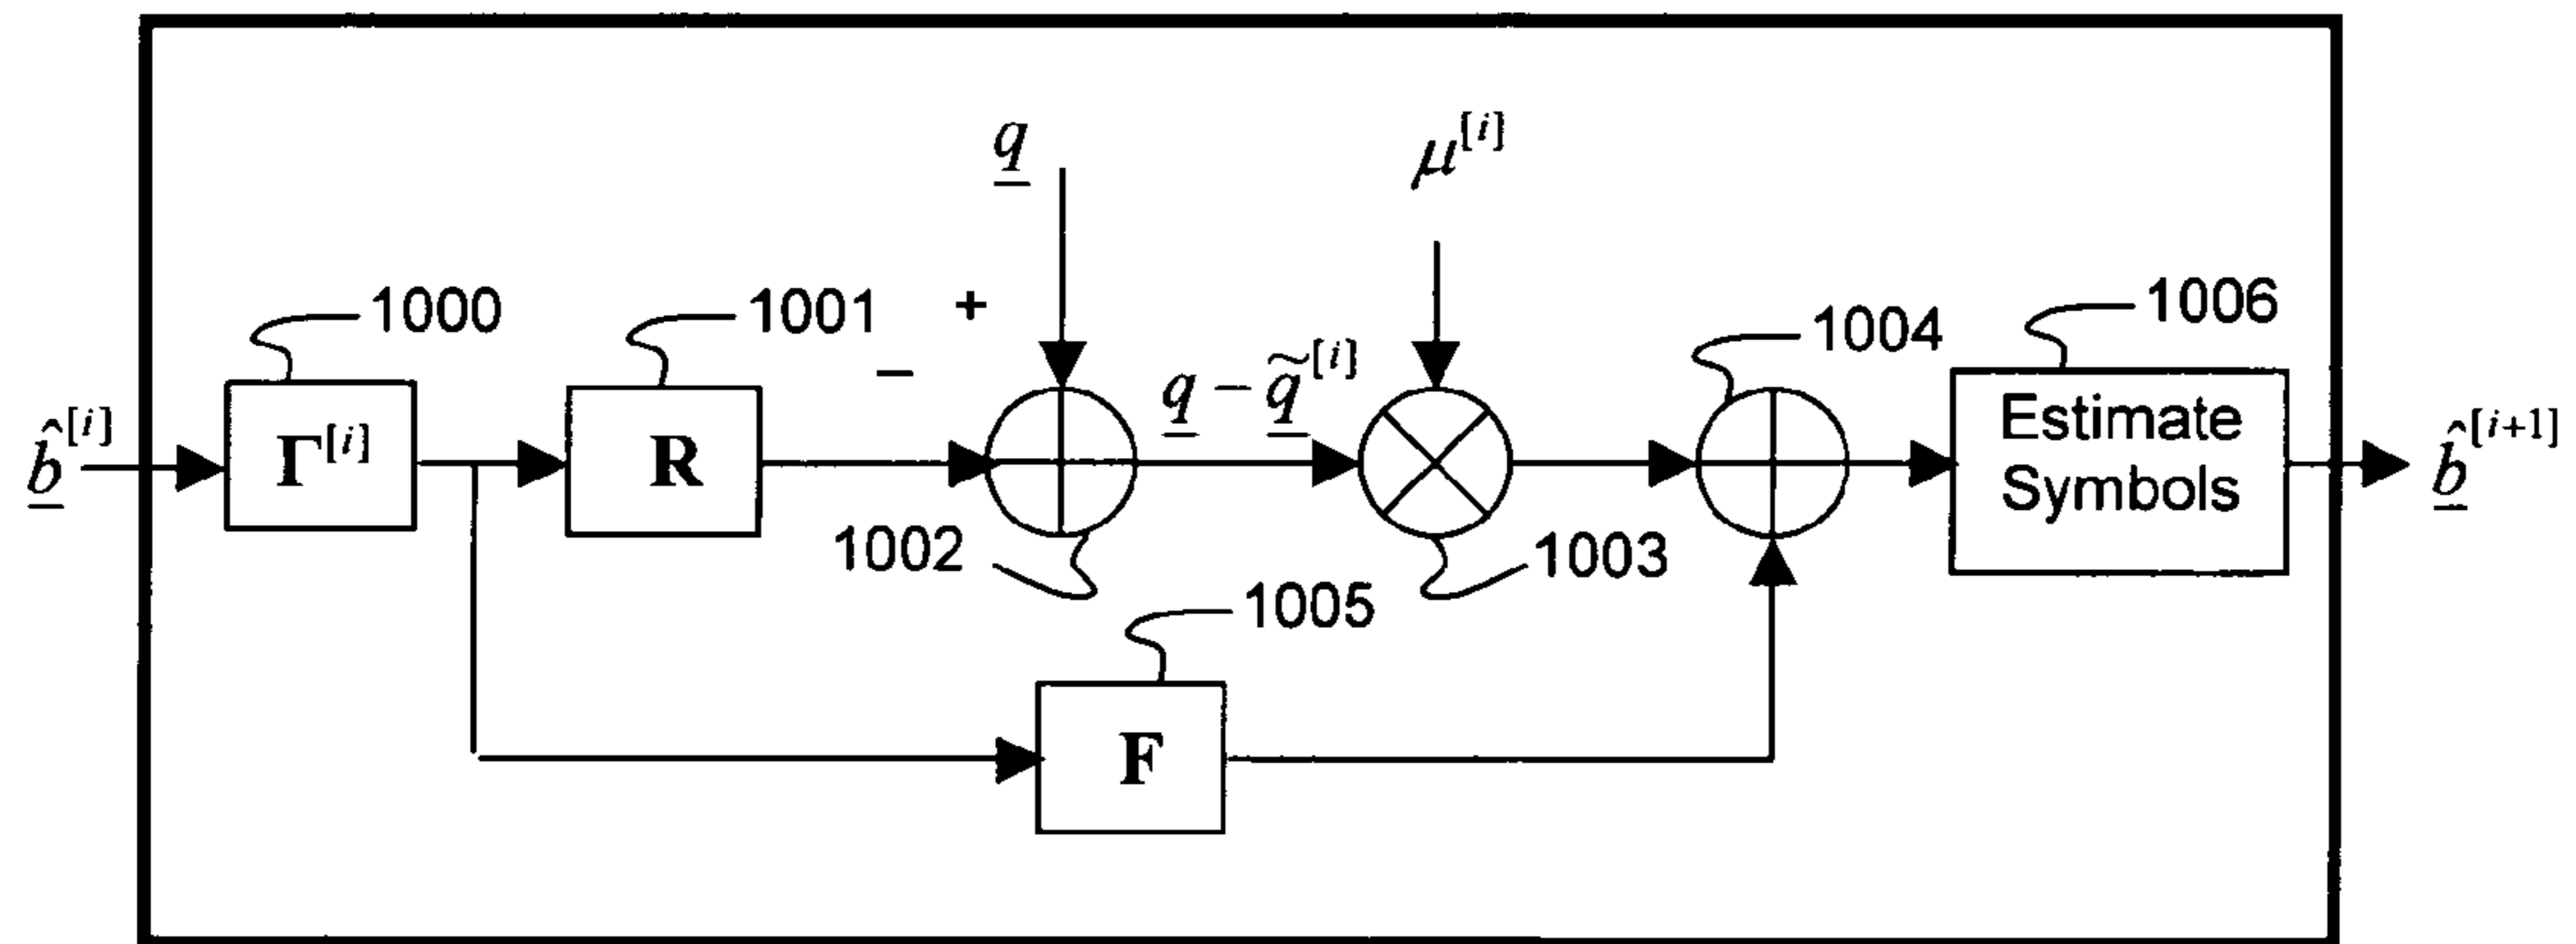 q
μ^[i]
1000
1001
+
1004
1006
−
b̂^[i]
Γ^[i]
R
q − q̃^[i]
Estimate
Symbols
b̂^[i+1]
1002
1003
1005
F